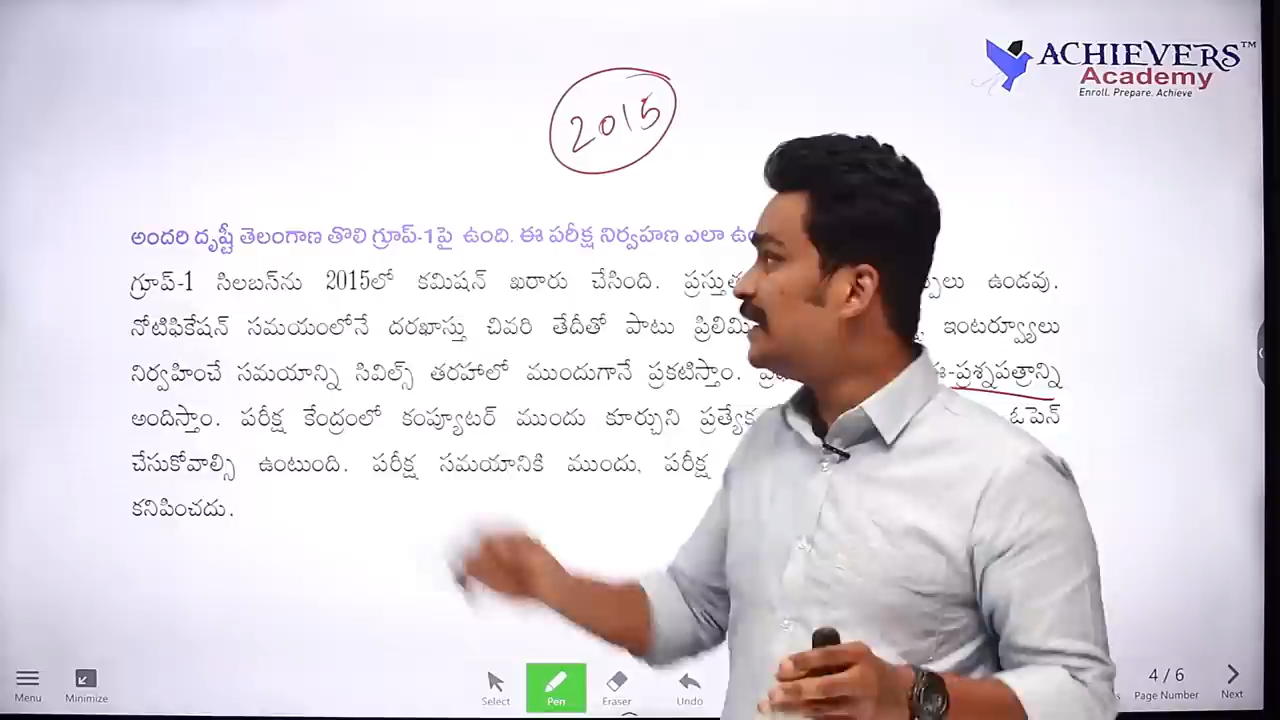 ACHIEVERS™
Academy
Enroll. Prepare. Achieve
2015
అందరి దృష్టీ తెలంగాణ తొలి గ్రూప్-1పై ఉంది. ఈ పరీక్ష నిర్వహణ ఎలా
గ్రూప్-1 సిలబస్‌ను 2015లో కమిషన్ ఖరారు చేసింది. ఉండవు.
నోటిఫికేషన్ సమయంలోనే దరఖాస్తు చివరి తేదీతో పాటు ఇంటర్వ్యూలు
నిర్వహించే సమయాన్ని సివిల్స్ తరహాలో ముందుగానే ప్రకటిస్తాం. ఈ-ప్రశ్నపత్రాన్ని
అందిస్తాం. పరీక్ష కేంద్రంలో కంప్యూటర్ ముందు కూర్చుని ఓపెన్
చేసుకోవాల్సి ఉంటుంది. పరీక్ష సమయానికి ముందు, పరీక్ష
కనిపించదు.
Menu Minimize Select Pen Eraser Undo 4 / 6 Page Number Next